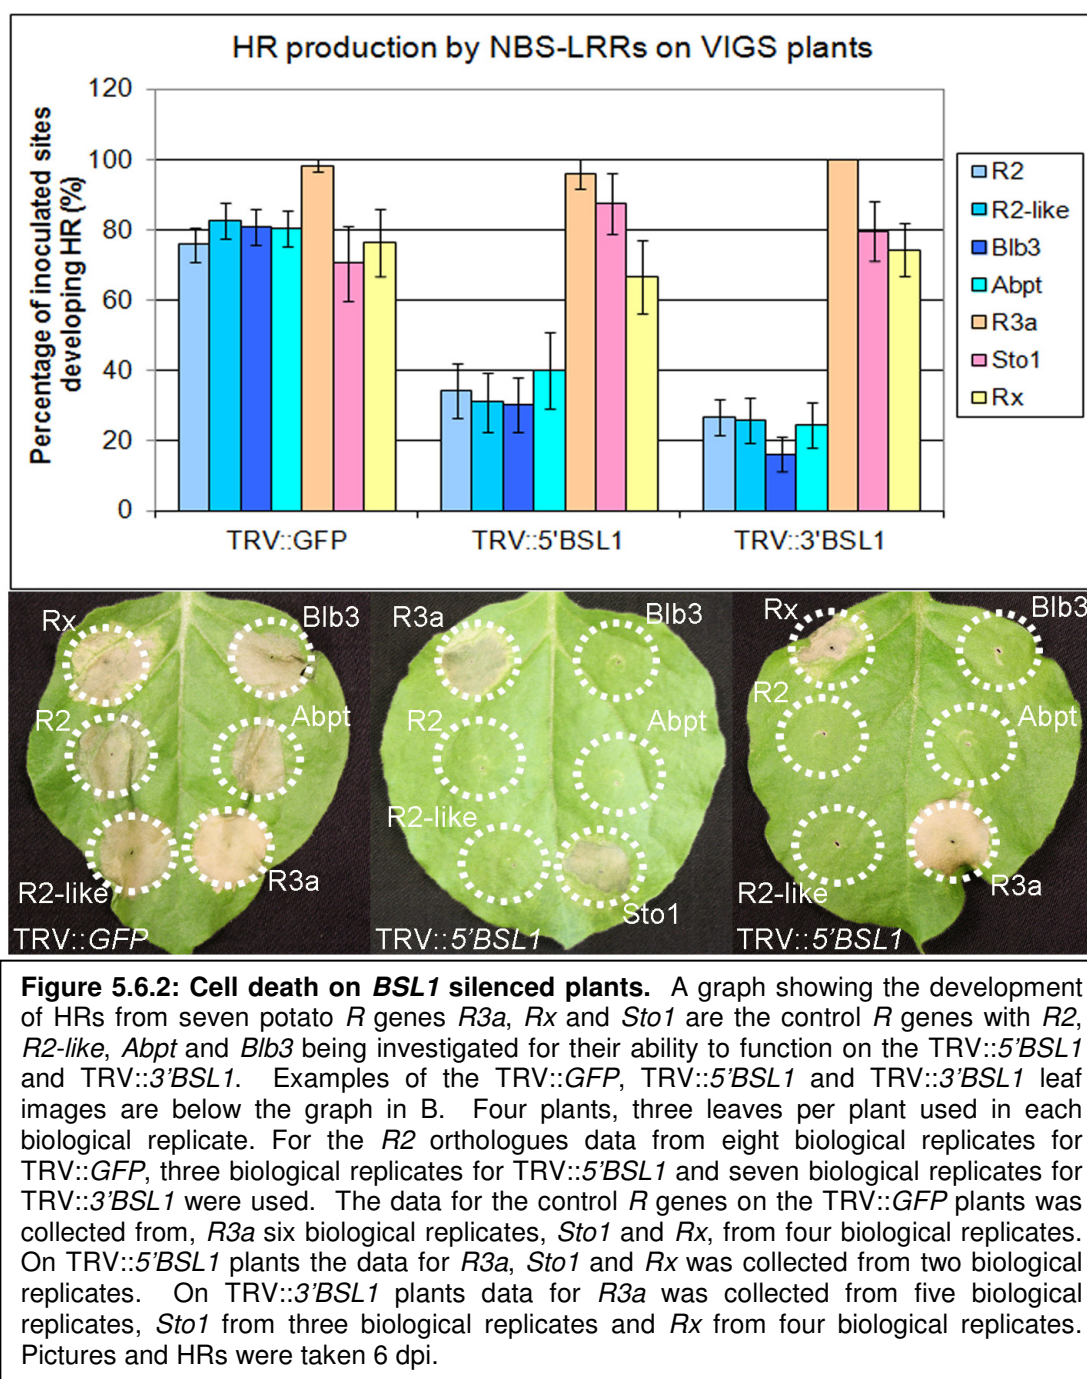 HR production by NBS-LRRs on VIGS plants
Percentage of inoculated sites
developing HR (%)
120
100
80
60
40
20
0
TRV::GFP
TRV::5'BSL1
TRV::3'BSL1
R2
R2-like
Blb3
Abpt
R3a
Sto1
Rx
Rx
Blb3
R2
Abpt
R2-like
R3a
TRV::GFP
R3a
Blb3
R2
Abpt
R2-like
Sto1
TRV::5'BSL1
Rx
Blb3
R2
Abpt
R2-like
R3a
TRV::5'BSL1
Figure 5.6.2: Cell death on BSL1 silenced plants. A graph showing the development
of HRs from seven potato R genes R3a, Rx and Sto1 are the control R genes with R2,
R2-like, Abpt and Blb3 being investigated for their ability to function on the TRV::5'BSL1
and TRV::3'BSL1. Examples of the TRV::GFP, TRV::5'BSL1 and TRV::3'BSL1 leaf
images are below the graph in B. Four plants, three leaves per plant used in each
biological replicate. For the R2 orthologues data from eight biological replicates for
TRV::GFP, three biological replicates for TRV::5'BSL1 and seven biological replicates for
TRV::3'BSL1 were used. The data for the control R genes on the TRV::GFP plants was
collected from, R3a six biological replicates, Sto1 and Rx, from four biological replicates.
On TRV::5'BSL1 plants the data for R3a, Sto1 and Rx was collected from two biological
replicates. On TRV::3'BSL1 plants data for R3a was collected from five biological
replicates, Sto1 from three biological replicates and Rx from four biological replicates.
Pictures and HRs were taken 6 dpi.